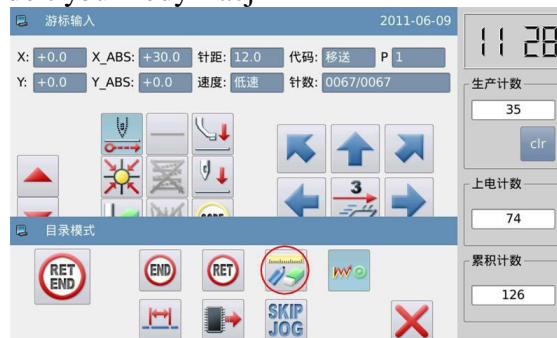 游标输入 2011-06-09
X: +0.0 X_ABS: +30.0 针距: 12.0 代码: 移送 P 1
Y: +0.0 Y_ABS: +0.0 速度: 低速 针数: 0067/0067
3
目录模式
RET
END
END
RET
SKIP
JOG
11 28
生产计数
35
clr
上电计数
74
累积计数
126